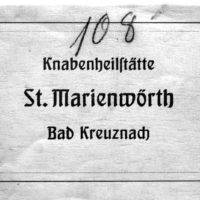 108
Knabenheilstätte
St. Marienwörth
Bad Kreuznach